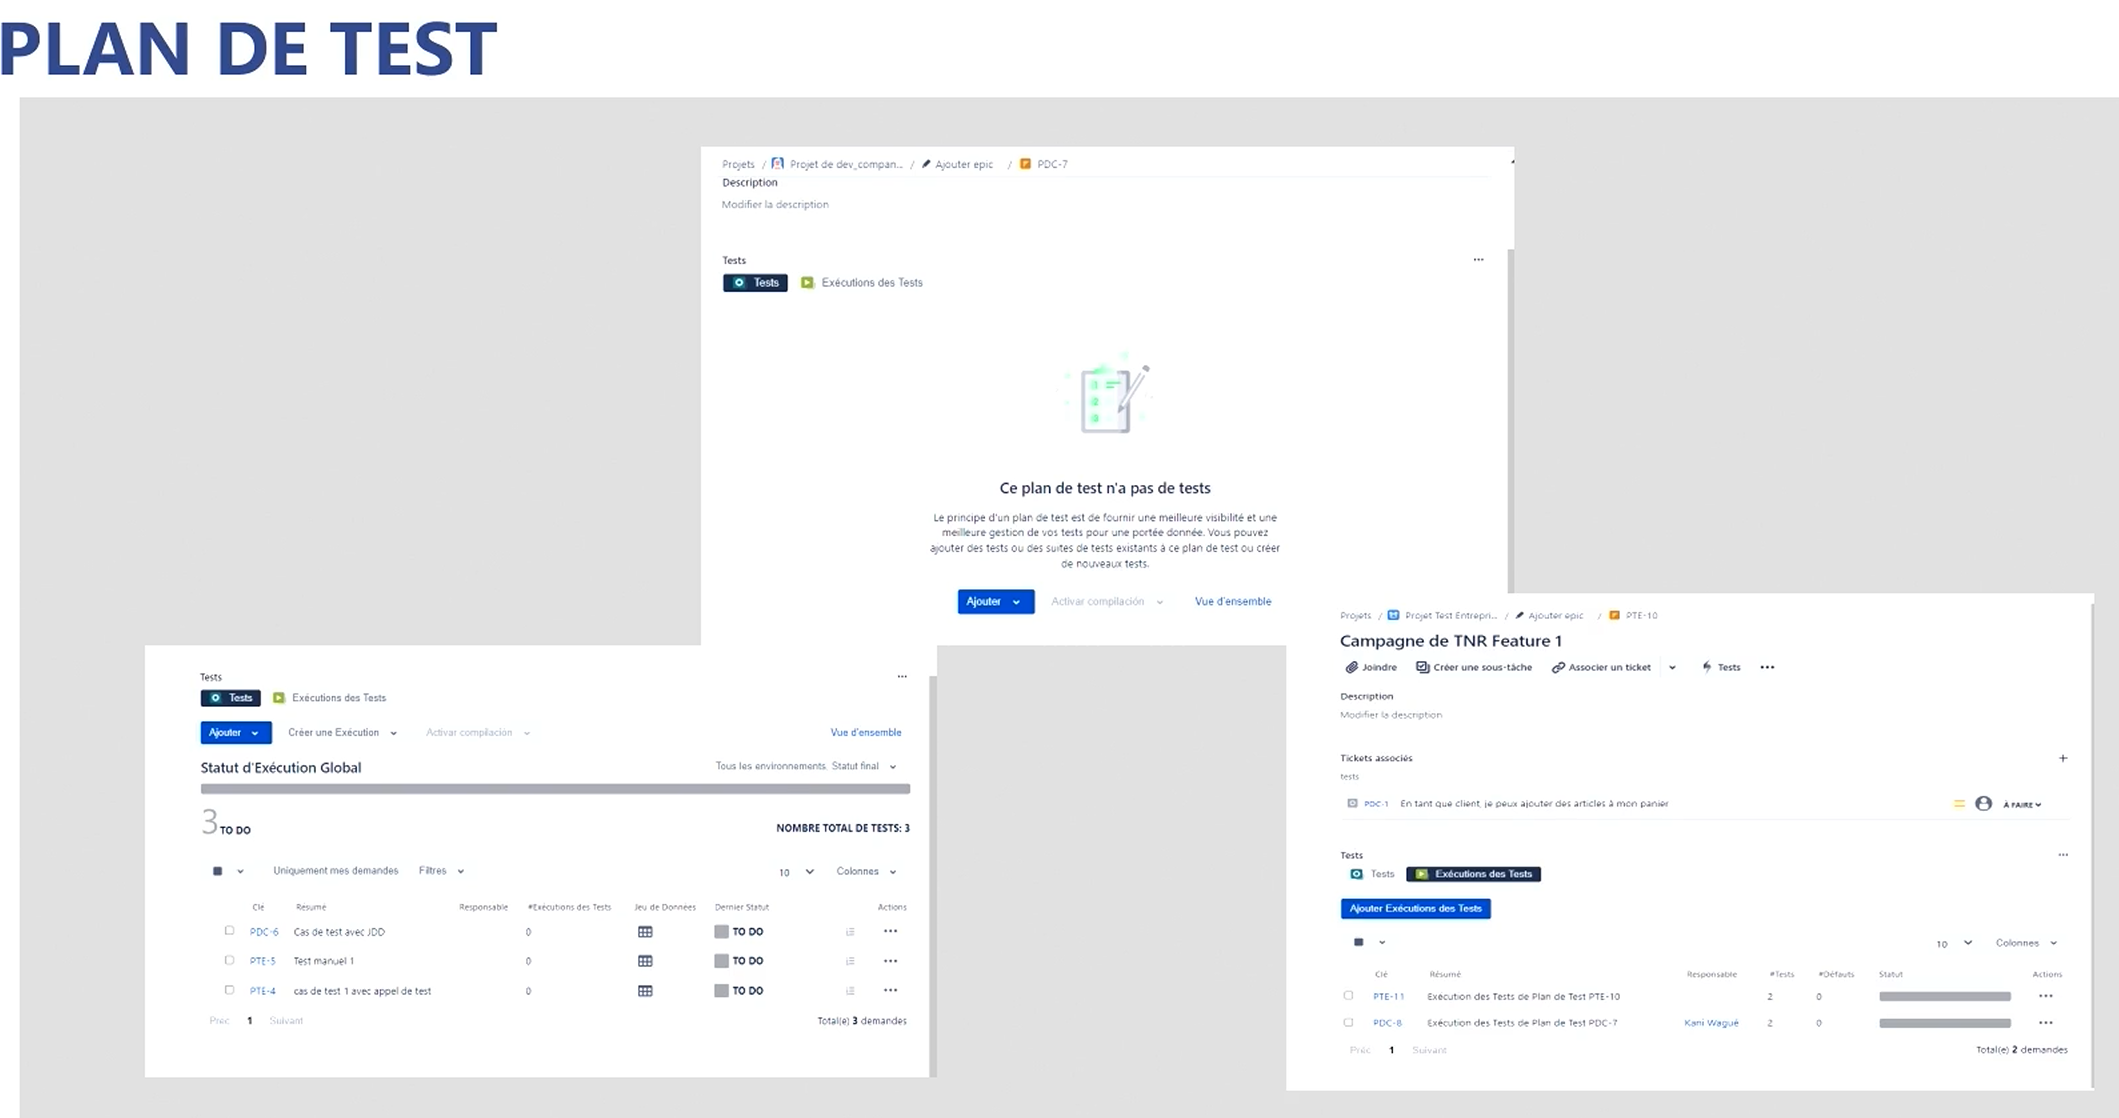 PLAN DE TEST
Projets / Projet de dev_compan... / Ajouter epic / PDC-7
Description
Modifier la description
Tests
Tests Exécutions des Tests
Ce plan de test n'a pas de tests
Le principe d'un plan de test est de fournir une meilleure visibilité et une
meilleure gestion de vos tests pour une portée donnée. Vous pouvez
ajouter des tests ou des suites de tests existants à ce plan de test ou créer
de nouveaux tests.
Ajouter Activar compilación Vue d'ensemble
Tests
Tests Exécutions des Tests
Ajouter Créer une Exécution Activar compilación Vue d'ensemble
Statut d'Exécution Global Tous les environnements, Statut final
3 TO DO NOMBRE TOTAL DE TESTS: 3
Uniquement mes demandes Filtres 10 Colonnes
Clé Résumé Responsable #Exécutions des Tests Jeu de Données Dernier Statut Actions
PDC-6 Cas de test avec JDD 0 TO DO
PTE-5 Test manuel 1 0 TO DO
PTE-4 cas de test 1 avec appel de test 0 TO DO
Préc 1 Suivant Total(e) 3 demandes
Projets / Projet Test Entrepri... / Ajouter epic / PTE-10
Campagne de TNR Feature 1
Joindre Créer une sous-tâche Associer un ticket Tests
Description
Modifier la description
Tickets associés
tests
PDC-1 En tant que client, je peux ajouter des articles à mon panier À FAIRE
Tests
Tests Exécutions des Tests
Ajouter Exécutions des Tests
10 Colonnes
Clé Résumé Responsable #Tests #Défauts Statut Actions
PTE-11 Exécution des Tests de Plan de Test PTE-10 2 0
PDC-8 Exécution des Tests de Plan de Test PDC-7 Kani Wagué 2 0
Préc 1 Suivant Total(e) 2 demandes